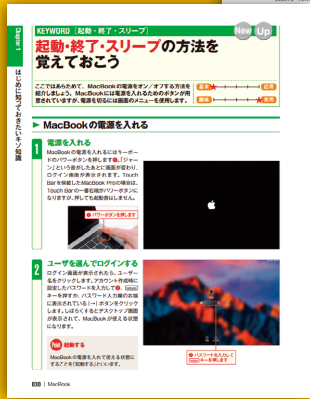 Chapter 1
はじめに知っておきたいキソ知識
KEYWORD［起動・終了・スリープ］
New
Up
起動・終了・スリープの方法を
覚えておこう
ここではあらためて、MacBookの電源をオン／オフする方法を
紹介しましょう。MacBookには電源を入れるためのボタンが用
意されていますが、電源を切るには画面のメニューを使用します。
基本
応用
趣味
実用
▶ MacBookの電源を入れる
1
電源を入れる
MacBookの電源を入れるにはキーボー
ドのパワーボタンを押します❶。「ジャー
ン」という音がしたあとに画面が変わり、
ログイン画面が表示されます。Touch
Barを搭載したMacBook Proの場合は、
Touch Barの一番右端がパワーボタンに
なりますが、押しても起動音はしません。
❶ パワーボタンを押します
2
ユーザを選んでログインする
ログイン画面が表示されたら、ユーザー
名をクリックします。アカウント作成時に
設定したパスワードを入力して❶、return
キーを押すか、パスワード入力欄の右端
に表示されている［→］ボタンをクリック
します。しばらくするとデスクトップ画面
が表示されて、MacBookが使える状態
になります。
❶ パスワードを入力して
returnキーを押します
Point 起動する
MacBookの電源を入れて使える状態に
することを「起動する」といいます。
030 | MacBook